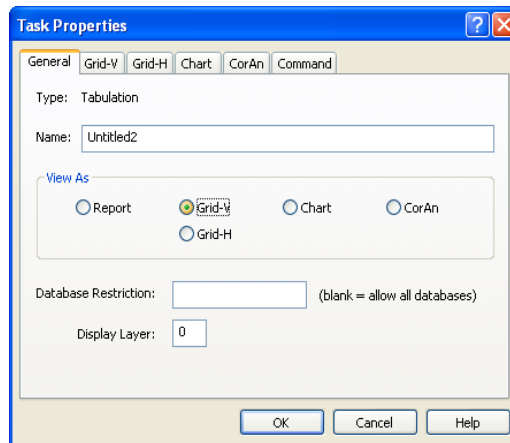 Task Properties
General Grid-V Grid-H Chart CorAn Command
Type: Tabulation
Name: Untitled2
View As
Report Grid-V Chart CorAn
Grid-H
Database Restriction: (blank = allow all databases)
Display Layer: 0
OK Cancel Help